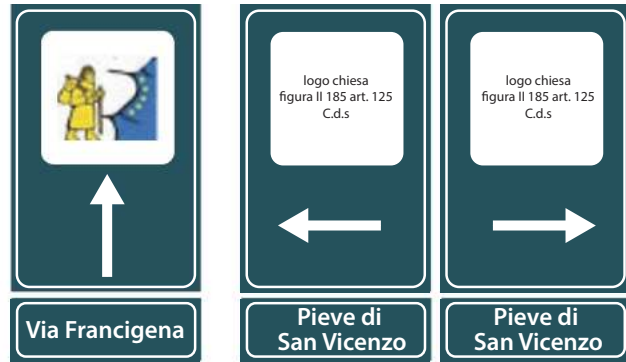 logo chiesa
figura II 185 art. 125
C.d.s
logo chiesa
figura II 185 art. 125
C.d.s
Via Francigena
Pieve di
San Vicenzo
Pieve di
San Vicenzo